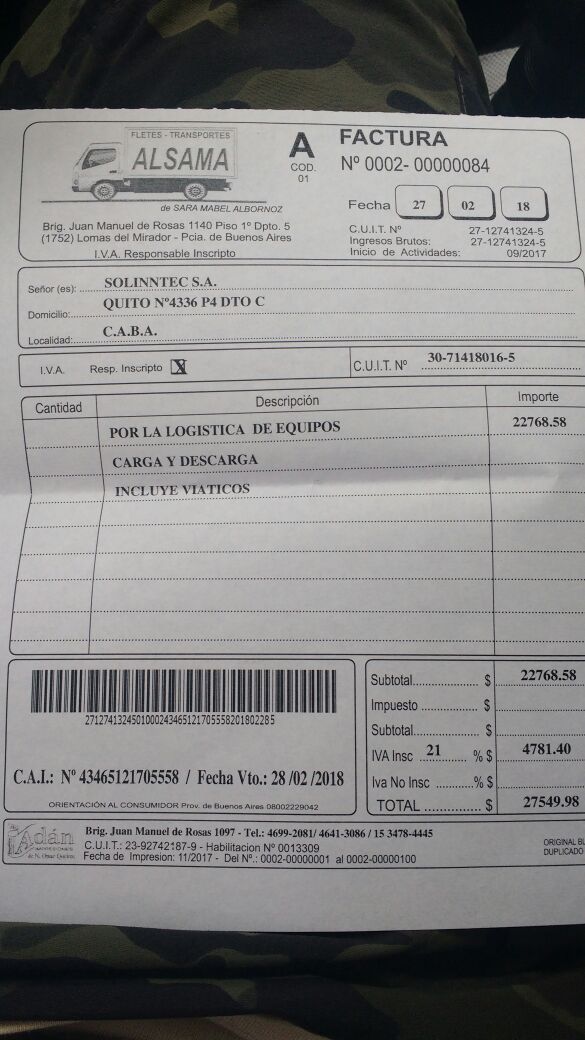 FLETES - TRANSPORTES
ALSAMA
de SARA MABEL ALBORNOZ
Brig. Juan Manuel de Rosas 1140 Piso 1º Dpto. 5
(1752) Lomas del Mirador - Pcia. de Buenos Aires
I.V.A. Responsable Inscripto
A
COD.
01
FACTURA
Nº 0002- 00000084
Fecha 27 02 18
C.U.I.T. Nº 27-12741324-5
Ingresos Brutos: 27-12741324-5
Inicio de Actividades: 09/2017
Señor (es): SOLINNTEC S.A.
QUITO Nº4336 P4 DTO C
Domicilio:
C.A.B.A.
Localidad:
I.V.A. Resp. Inscripto X
C.U.I.T. Nº 30-71418016-5
Cantidad Descripción Importe
POR LA LOGISTICA DE EQUIPOS 22768.58
CARGA Y DESCARGA
INCLUYE VIATICOS
2712741324501000243465121705558201802285
C.A.I.: Nº 43465121705558 / Fecha Vto.: 28 /02 /2018
ORIENTACIÓN AL CONSUMIDOR Prov. de Buenos Aires 08002229042
Subtotal............... $ 22768.58
Impuesto ............ $
Subtotal............... $
IVA Insc 21 % $ 4781.40
Iva No Insc ......... % $
TOTAL .............. $ 27549.98
Adán
IMPRESIONES
Brig. Juan Manuel de Rosas 1097 - Tel.: 4699-2081/ 4641-3086 / 15 3478-4445
C.U.I.T.: 23-92742187-9 - Habilitacion Nº 0013309
Fecha de Impresion: 11/2017 - Del Nº.: 0002-00000001 al 0002-00000100
ORIGINAL
DUPLICADO